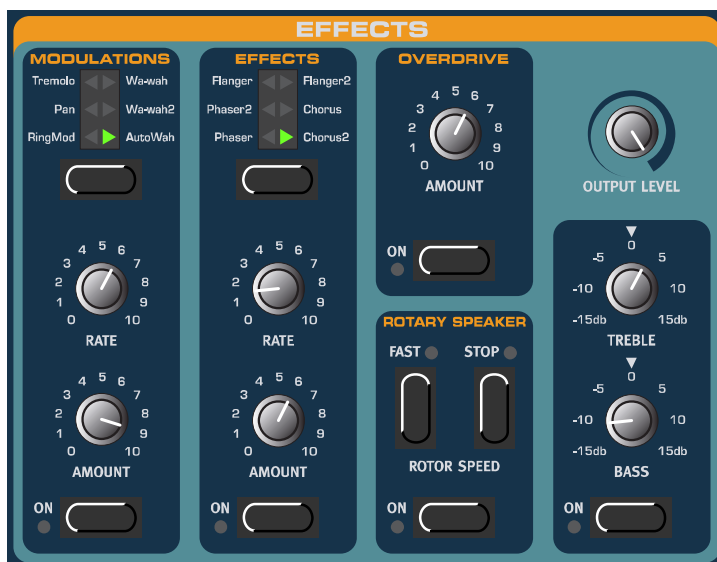 EFFECTS
MODULATIONS
Tremolo Wa-wah
Pan Wa-wah2
RingMod AutoWah
0 1 2 3 4 5 6 7 8 9 10
RATE
0 1 2 3 4 5 6 7 8 9 10
AMOUNT
ON
EFFECTS
Flanger Flanger2
Phaser2 Chorus
Phaser Chorus2
0 1 2 3 4 5 6 7 8 9 10
RATE
0 1 2 3 4 5 6 7 8 9 10
AMOUNT
ON
OVERDRIVE
0 1 2 3 4 5 6 7 8 9 10
AMOUNT
ON
ROTARY SPEAKER
FAST STOP
ROTOR SPEED
ON
OUTPUT LEVEL
-15db -10 -5 0 5 10 15db
TREBLE
-15db -10 -5 0 5 10 15db
BASS
ON